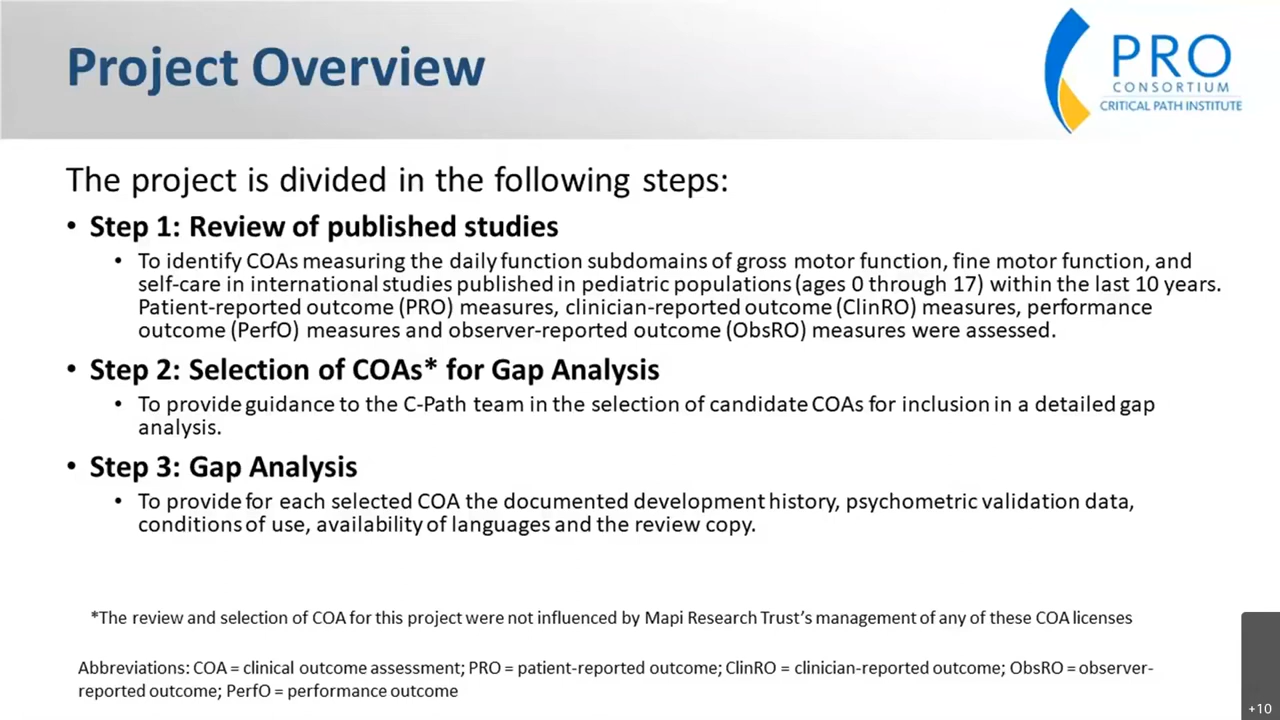 Project Overview
PRO
CONSORTIUM
CRITICAL PATH INSTITUTE
The project is divided in the following steps:
• Step 1: Review of published studies
• To identify COAs measuring the daily function subdomains of gross motor function, fine motor function, and
self-care in international studies published in pediatric populations (ages 0 through 17) within the last 10 years.
Patient-reported outcome (PRO) measures, clinician-reported outcome (ClinRO) measures, performance
outcome (PerfO) measures and observer-reported outcome (ObsRO) measures were assessed.
• Step 2: Selection of COAs* for Gap Analysis
• To provide guidance to the C-Path team in the selection of candidate COAs for inclusion in a detailed gap
analysis.
• Step 3: Gap Analysis
• To provide for each selected COA the documented development history, psychometric validation data,
conditions of use, availability of languages and the review copy.
*The review and selection of COA for this project were not influenced by Mapi Research Trust's management of any of these COA licenses
Abbreviations: COA = clinical outcome assessment; PRO = patient-reported outcome; ClinRO = clinician-reported outcome; ObsRO = observer-
reported outcome; PerfO = performance outcome
+10